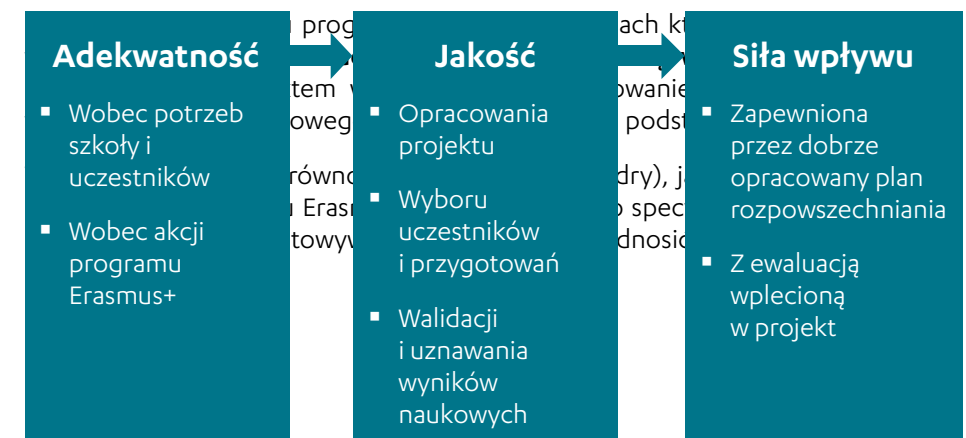 Adekwatność
▪ Wobec potrzeb
szkoły i
uczestników
▪ Wobec akcji
programu
Erasmus+
Jakość
▪ Opracowania
projektu
▪ Wyboru
uczestników
i przygotowań
▪ Walidacji
i uznawania
wyników
naukowych
Siła wpływu
▪ Zapewniona
przez dobrze
opracowany plan
rozpowszechniania
▪ Z ewaluacją
wplecioną
w projekt